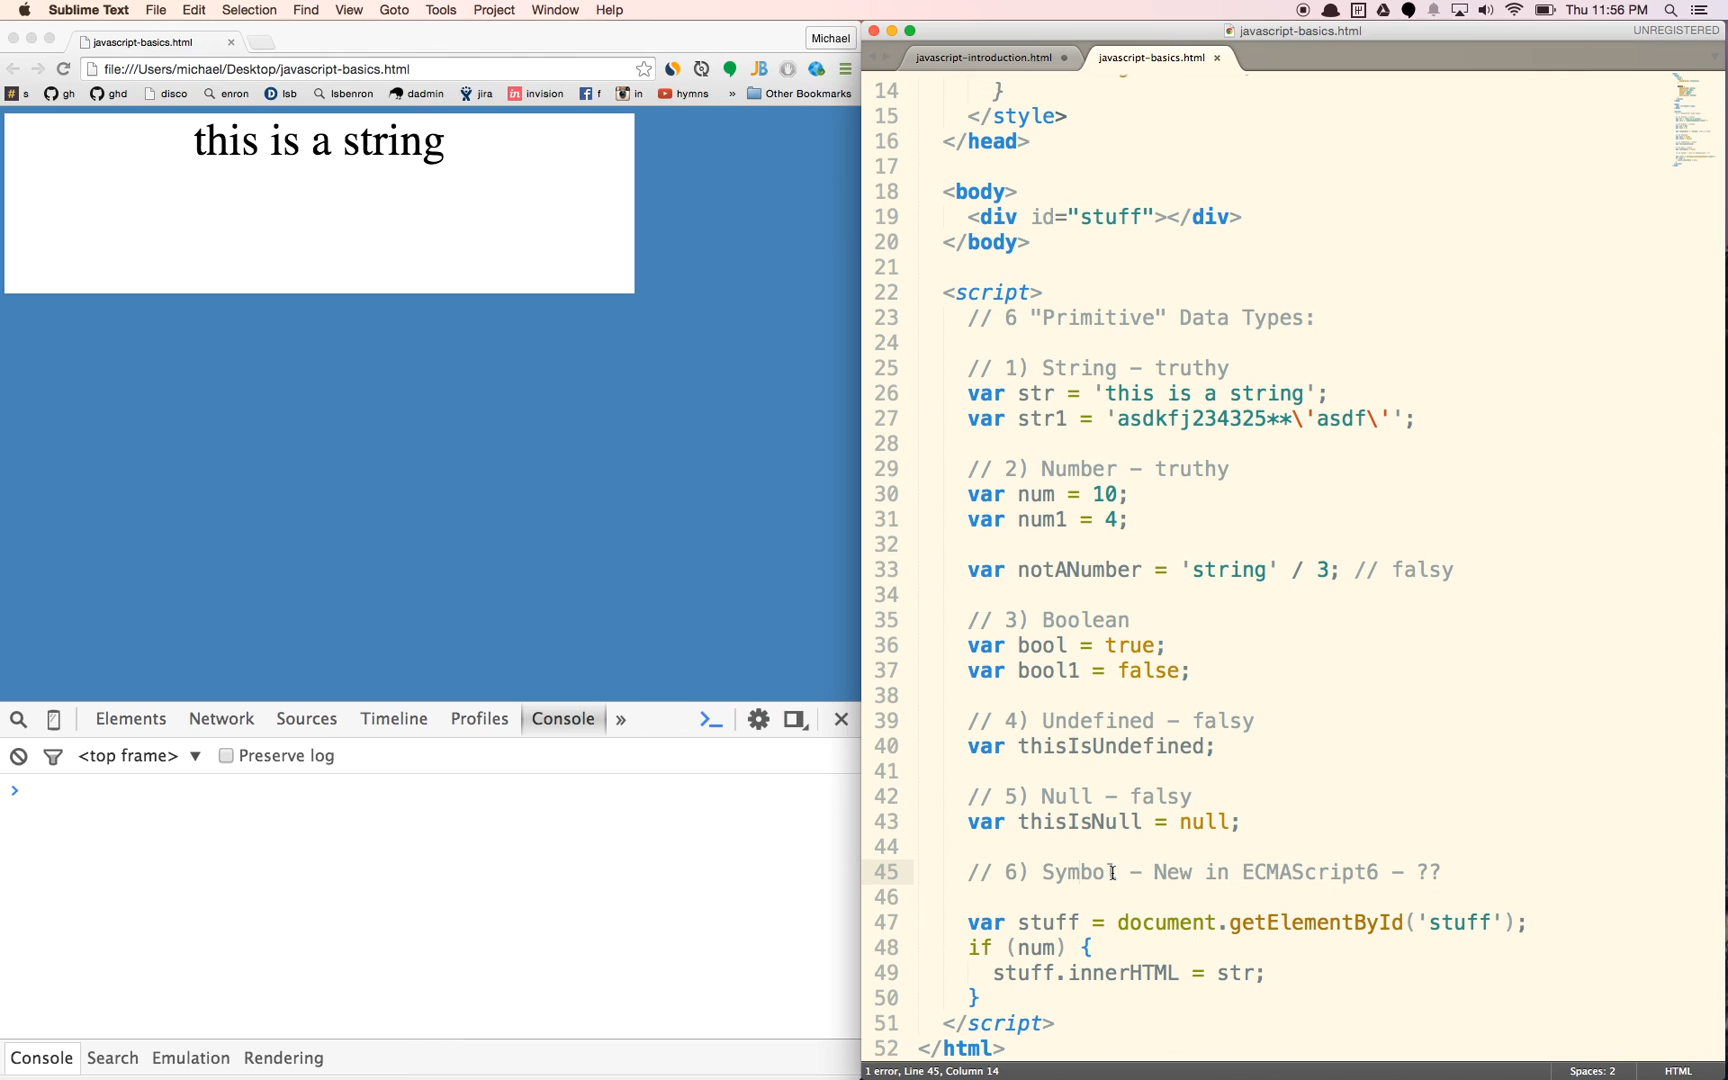 Sublime Text File Edit Selection Find View Goto Tools Project Window Help Thu 11:56 PM
javascript-basics.html × Michael
file:///Users/michael/Desktop/javascript-basics.html
s gh ghd disco enron lsb lsbenron dadmin jira in invision f in hymns » Other Bookmarks
this is a string
Elements Network Sources Timeline Profiles Console »
<top frame> ▼ Preserve log
>
Console Search Emulation Rendering
javascript-basics.html UNREGISTERED
javascript-introduction.html javascript-basics.html ×
14 }
15 </style>
16 </head>
17
18 <body>
19 <div id="stuff"></div>
20 </body>
21
22 <script>
23 // 6 "Primitive" Data Types:
24
25 // 1) String – truthy
26 var str = 'this is a string';
27 var str1 = 'asdkfj234325**\'asdf\'';
28
29 // 2) Number – truthy
30 var num = 10;
31 var num1 = 4;
32
33 var notANumber = 'string' / 3; // falsy
34
35 // 3) Boolean
36 var bool = true;
37 var bool1 = false;
38
39 // 4) Undefined – falsy
40 var thisIsUndefined;
41
42 // 5) Null – falsy
43 var thisIsNull = null;
44
45 // 6) Symbol – New in ECMAScript6 – ??
46
47 var stuff = document.getElementById('stuff');
48 if (num) {
49 stuff.innerHTML = str;
50 }
51 </script>
52 </html>
1 error, Line 45, Column 14 Spaces: 2 HTML